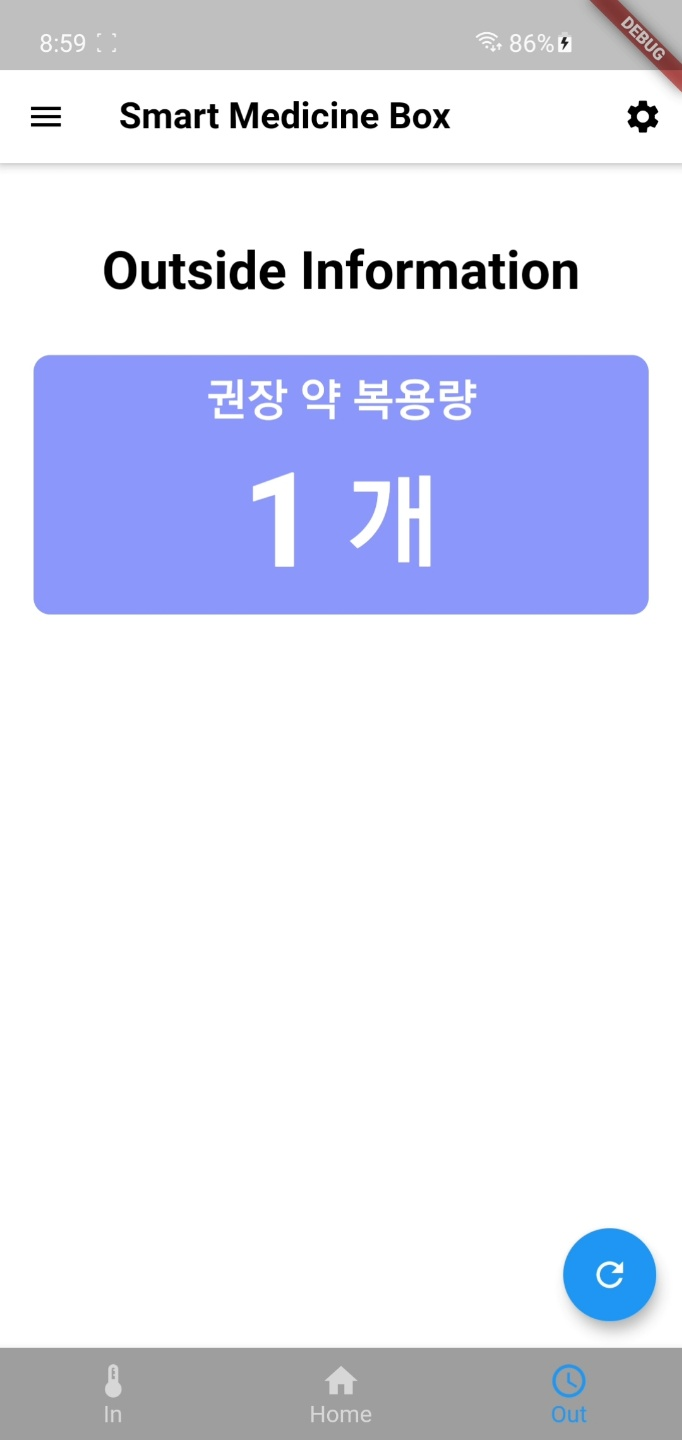 8:59
86%
DEBUG
Smart Medicine Box
Outside Information
권장 약 복용량
1 개
In
Home
Out